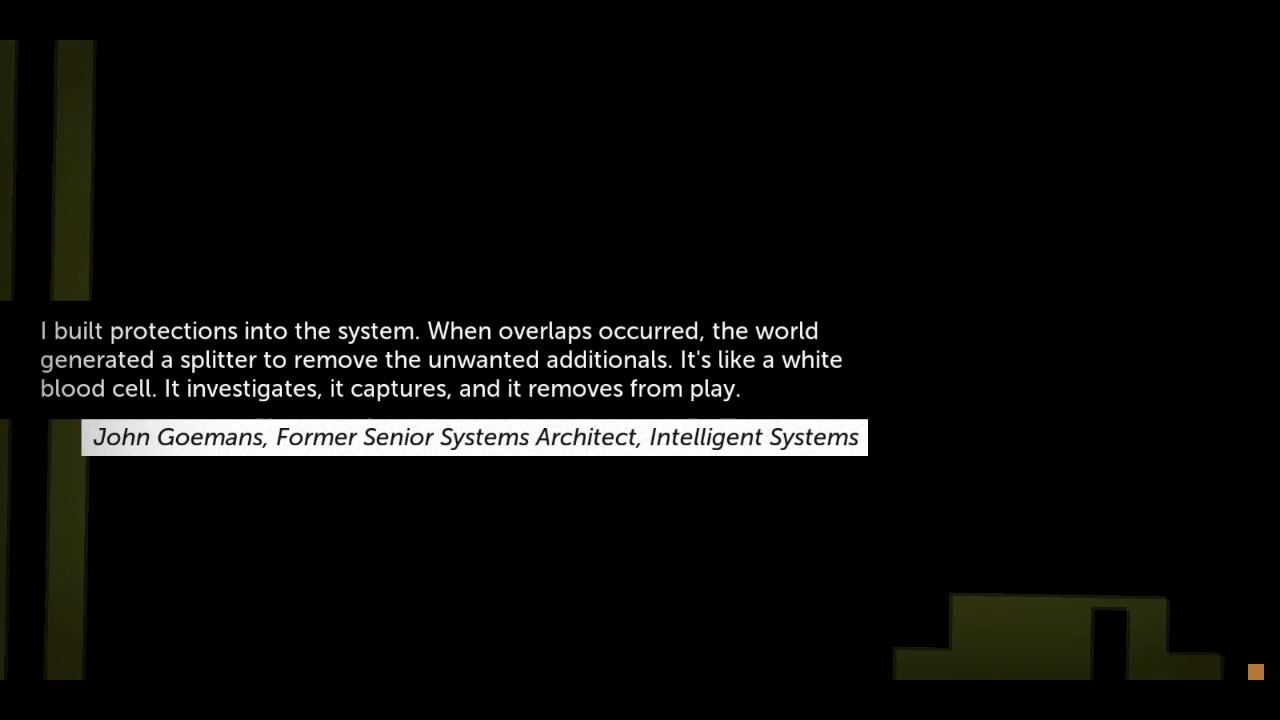 I built protections into the system. When overlaps occurred, the world
generated a splitter to remove the unwanted additionals. It's like a white
blood cell. It investigates, it captures, and it removes from play.
John Goemans, Former Senior Systems Architect, Intelligent Systems